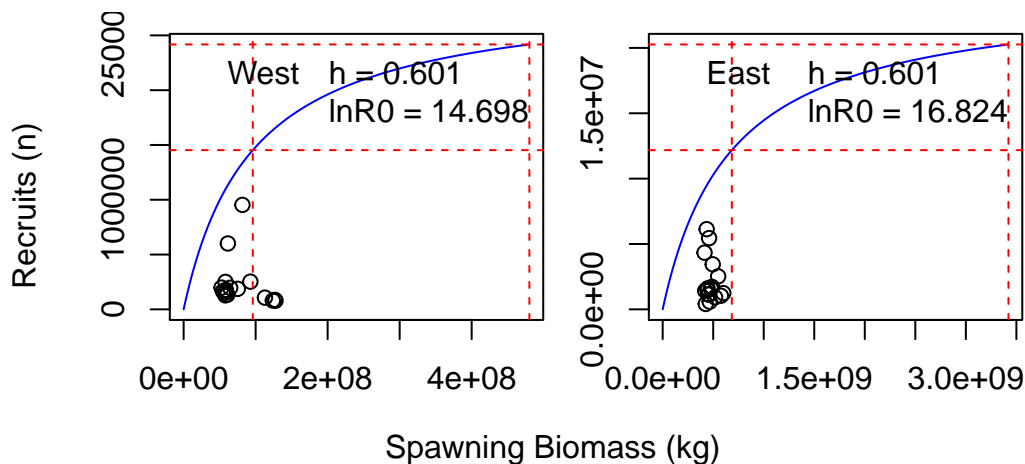 Recruits (n)
0 1000000 25000
West h = 0.601
lnR0 = 14.698
0e+00 2e+08 4e+08
0.0e+00 1.5e+07
East h = 0.601
lnR0 = 16.824
0.0e+00 1.5e+09 3.0e+09
Spawning Biomass (kg)